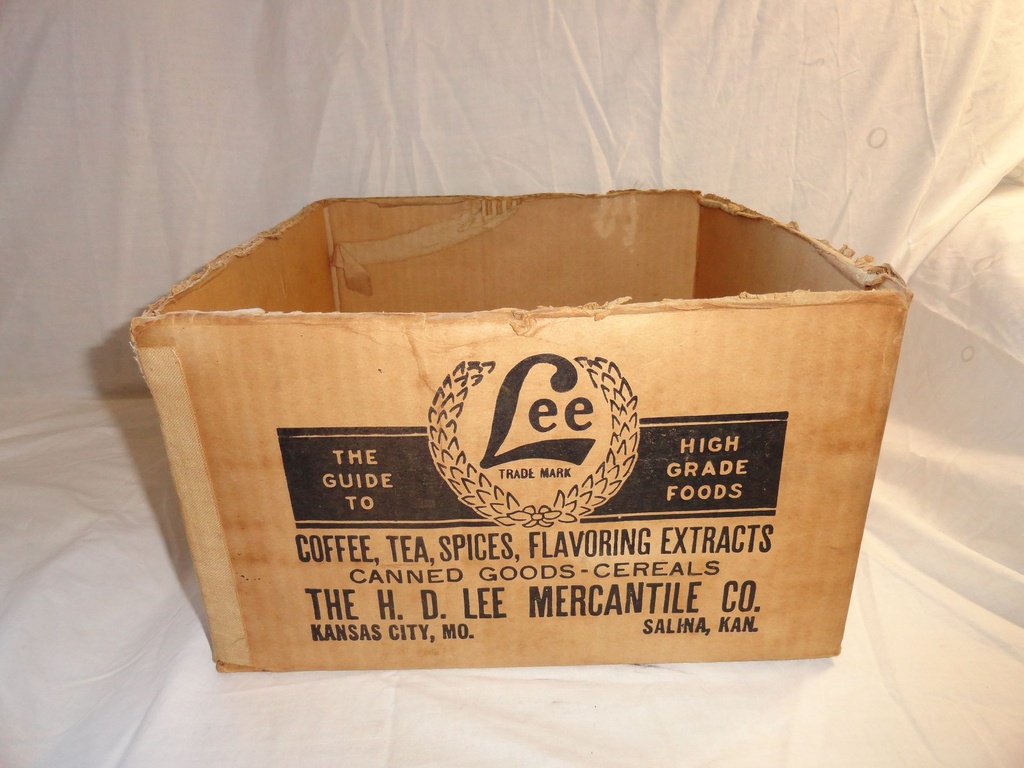 Lee
TRADE MARK
THE
GUIDE
TO
HIGH
GRADE
FOODS
COFFEE, TEA, SPICES, FLAVORING EXTRACTS
CANNED GOODS-CEREALS
THE H. D. LEE MERCANTILE CO.
KANSAS CITY, MO. SALINA, KAN.